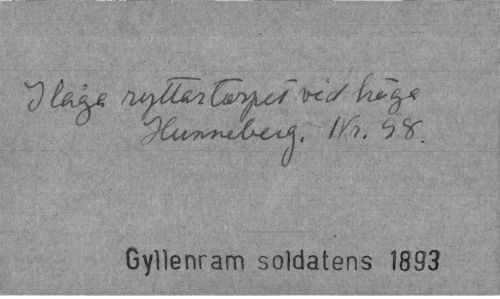 I låga ryttartorpet vid höga
Hunneberg. Nr. 98.
Gyllenram soldatens 1893